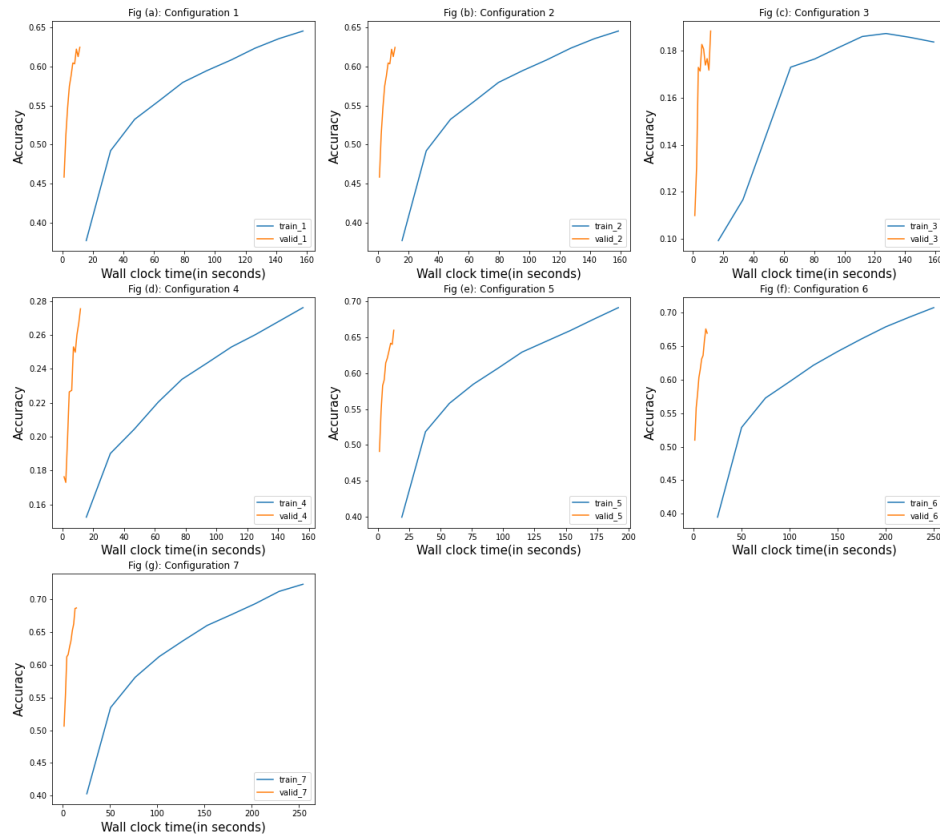 Fig (a): Configuration 1
Accuracy
0.65
0.60
0.55
0.50
0.45
0.40
train_1
valid_1
0 20 40 60 80 100 120 140 160
Wall clock time(in seconds)
Fig (b): Configuration 2
Accuracy
0.65
0.60
0.55
0.50
0.45
0.40
train_2
valid_2
0 20 40 60 80 100 120 140 160
Wall clock time(in seconds)
Fig (c): Configuration 3
Accuracy
0.18
0.16
0.14
0.12
0.10
train_3
valid_3
0 20 40 60 80 100 120 140 160
Wall clock time(in seconds)
Fig (d): Configuration 4
Accuracy
0.28
0.26
0.24
0.22
0.20
0.18
0.16
train_4
valid_4
0 20 40 60 80 100 120 140 160
Wall clock time(in seconds)
Fig (e): Configuration 5
Accuracy
0.70
0.65
0.60
0.55
0.50
0.45
0.40
train_5
valid_5
0 25 50 75 100 125 150 175 200
Wall clock time(in seconds)
Fig (f): Configuration 6
Accuracy
0.70
0.65
0.60
0.55
0.50
0.45
0.40
train_6
valid_6
0 50 100 150 200 250
Wall clock time(in seconds)
Fig (g): Configuration 7
Accuracy
0.70
0.65
0.60
0.55
0.50
0.45
0.40
train_7
valid_7
0 50 100 150 200 250
Wall clock time(in seconds)